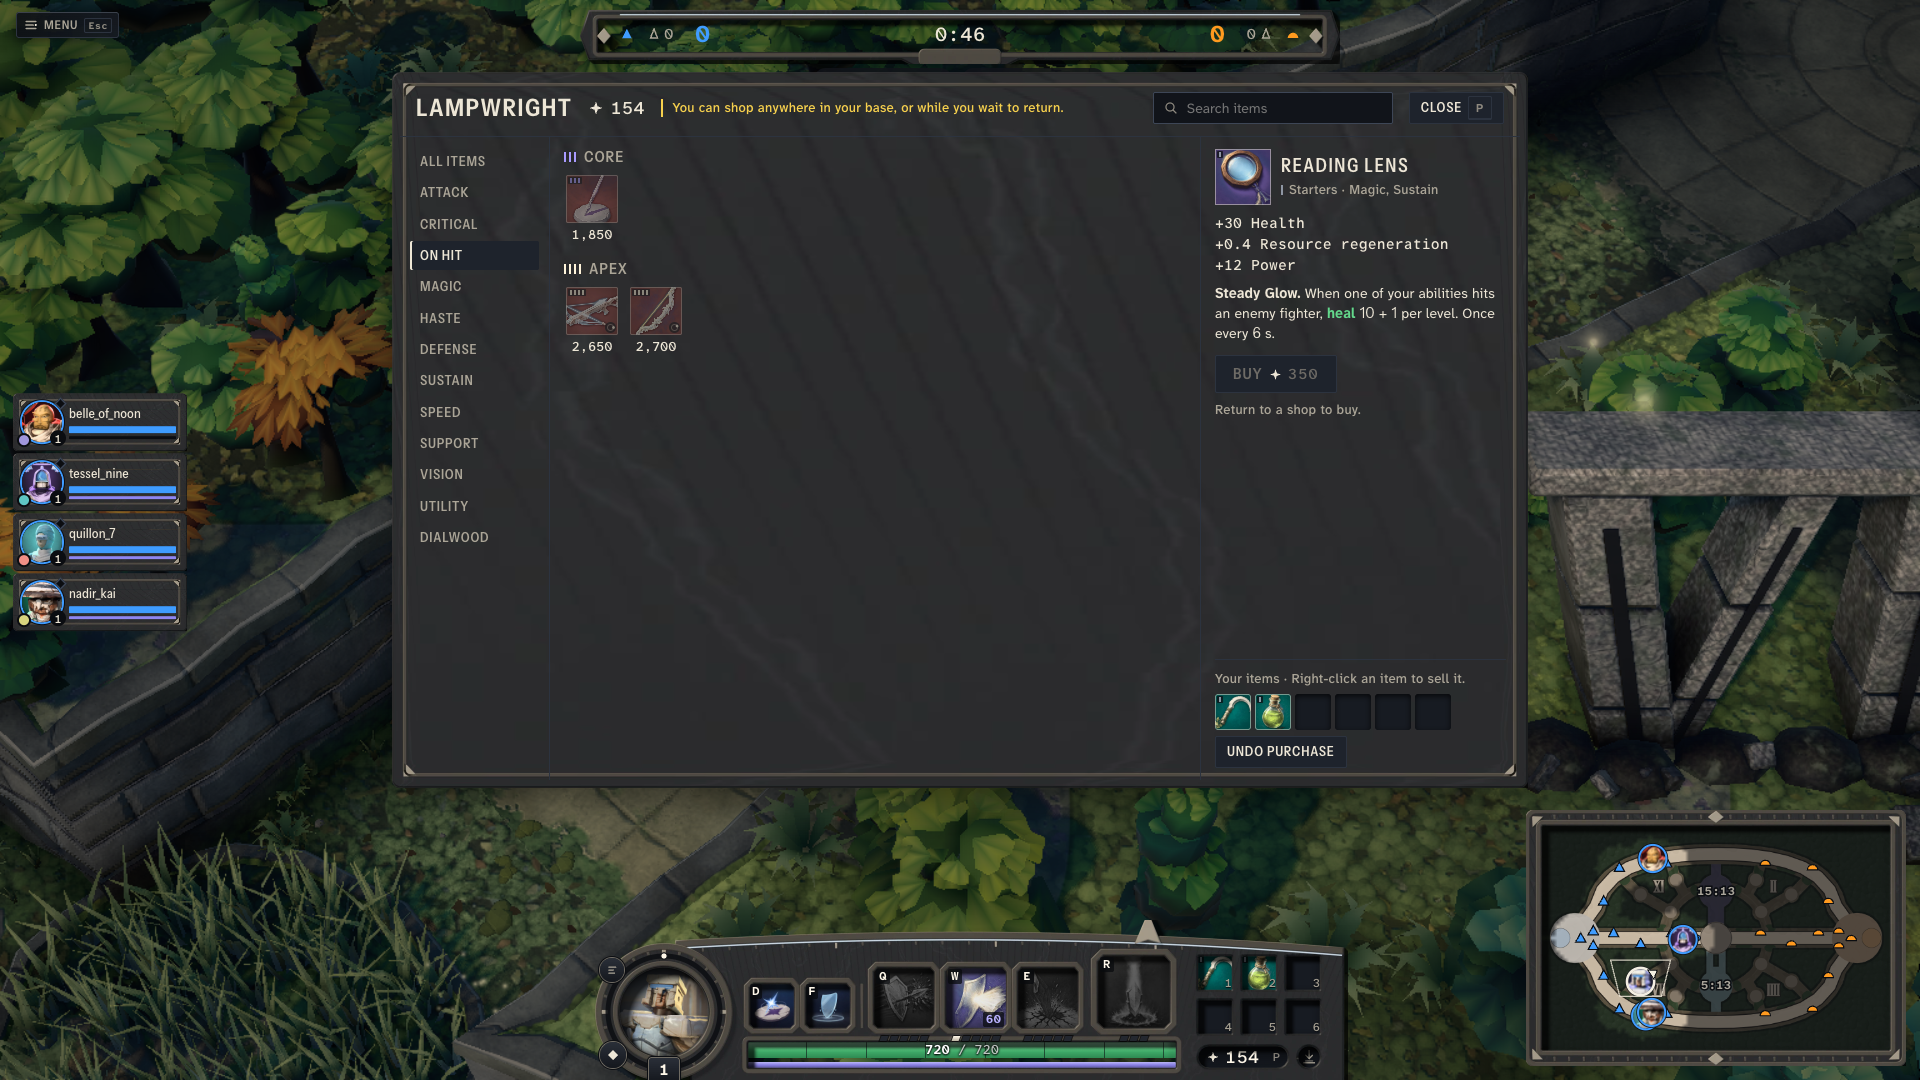 MENU Esc
0 0 0:46 0 0
LAMPWRIGHT 154 You can shop anywhere in your base, or while you wait to return.
Search items
CLOSE P
ALL ITEMS
ATTACK
CRITICAL
ON HIT
MAGIC
HASTE
DEFENSE
SUSTAIN
SPEED
SUPPORT
VISION
UTILITY
DIALWOOD
CORE
1,850
APEX
2,650 2,700
READING LENS
Starters · Magic, Sustain
+30 Health
+0.4 Resource regeneration
+12 Power
Steady Glow. When one of your abilities hits
an enemy fighter, heal 10 + 1 per level. Once
every 6 s.
BUY 350
Return to a shop to buy.
Your items · Right-click an item to sell it.
UNDO PURCHASE
belle_of_noon
1
tessel_nine
1
quillon_7
1
nadir_kai
1
D F Q W E R
60
1 2 3
4 5 6
720 / 720
154 P
1
XI II
15:13
5:13
VII IIII